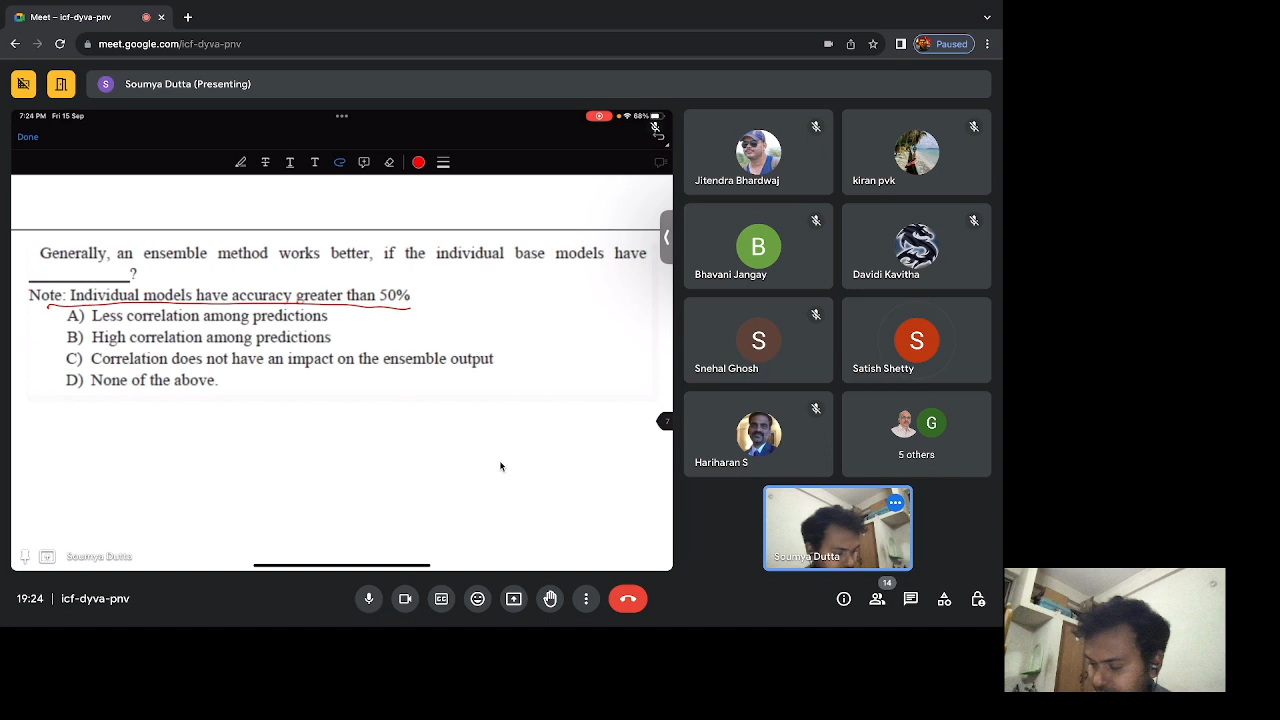 Meet – icf-dyva-pnv
meet.google.com/icf-dyva-pnv
Paused
S
Soumya Dutta (Presenting)
7:24 PM Fri 15 Sep
68%
Done
T T T
Generally, an ensemble method works better, if the individual base models have
____________?
Note: Individual models have accuracy greater than 50%
A) Less correlation among predictions
B) High correlation among predictions
C) Correlation does not have an impact on the ensemble output
D) None of the above.
7
Soumya Dutta
Jitendra Bhardwaj
kiran pvk
B
Bhavani Jangay
Davidi Kavitha
S
Snehal Ghosh
S
Satish Shetty
Hariharan S
G
5 others
Soumya Dutta
19:24 | icf-dyva-pnv
14